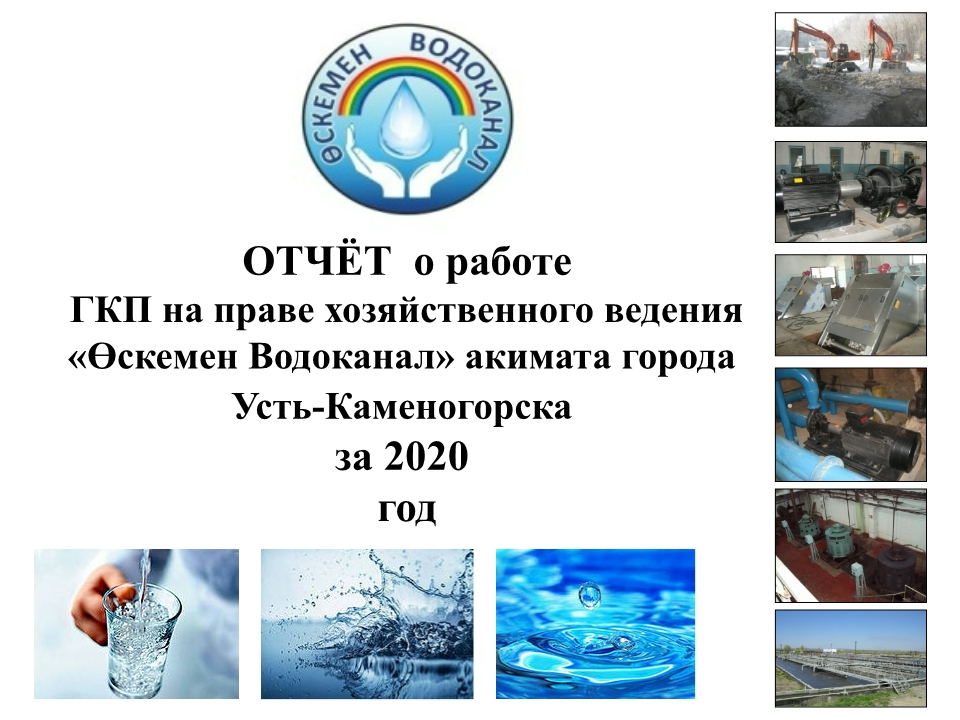 ӨСКЕМЕН ВОДОКАНАЛ
ОТЧЁТ о работе
ГКП на праве хозяйственного ведения
«Өскемен Водоканал» акимата города
Усть-Каменогорска
за 2020
год